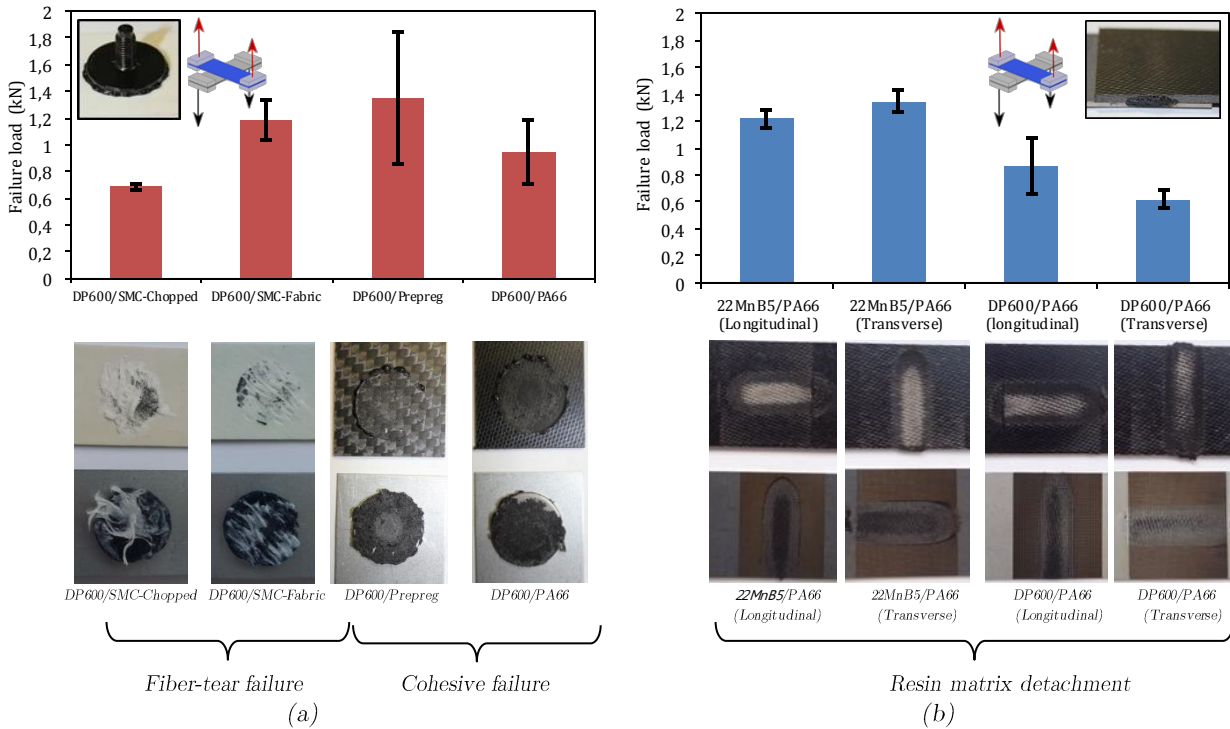 2
1,8
1,6
1,4
1,2
1
0,8
0,6
0,4
0,2
0
Failure load (kN)
DP600/SMC-Chopped DP600/SMC-Fabric DP600/Prepreg DP600/PA66
DP600/SMC-Chopped DP600/SMC-Fabric DP600/Prepreg DP600/PA66
Fiber-tear failure Cohesive failure
(a)
2
1,8
1,6
1,4
1,2
1
0,8
0,6
0,4
0,2
0
Failure load (kN)
22MnB5/PA66 22MnB5/PA66 DP600/PA66 DP600/PA66
(Longitudinal) (Transverse) (longitudinal) (Transverse)
22MnB5/PA66 22MnB5/PA66 DP600/PA66 DP600/PA66
(Longitudinal) (Transverse) (Longitudinal) (Transverse)
Resin matrix detachment
(b)